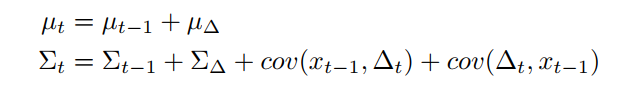 μ_t = μ_{t−1} + μ_Δ
Σ_t = Σ_{t−1} + Σ_Δ + cov(x_{t−1}, Δ_t) + cov(Δ_t, x_{t−1})